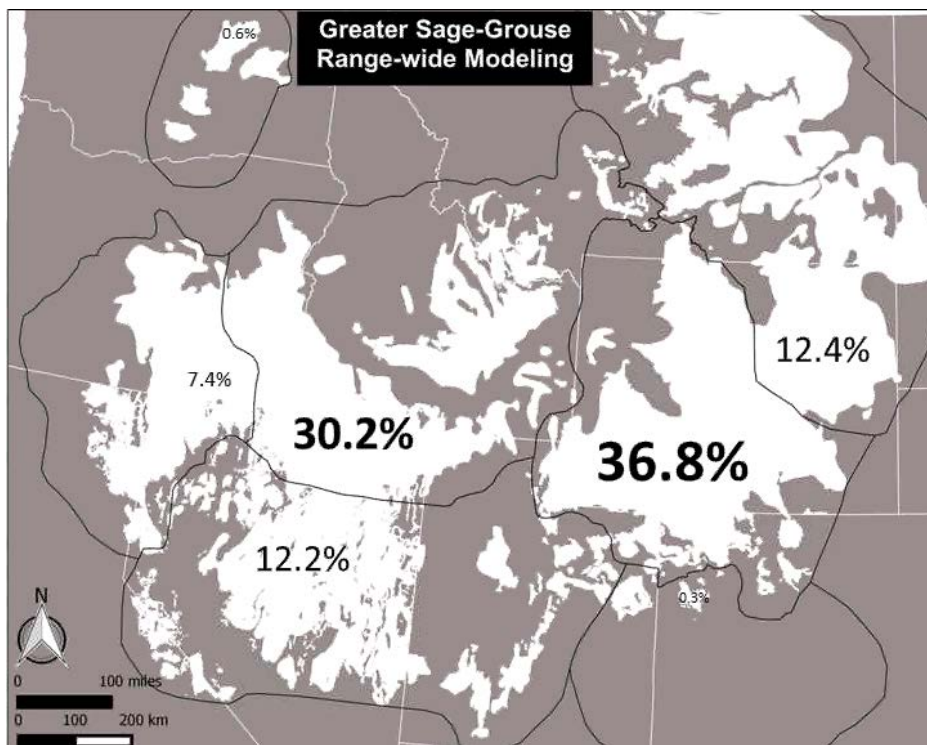 Greater Sage-Grouse
Range-wide Modeling
0.6%
12.4%
7.4%
30.2%
36.8%
12.2%
0.3%
N
0 100 miles
0 100 200 km